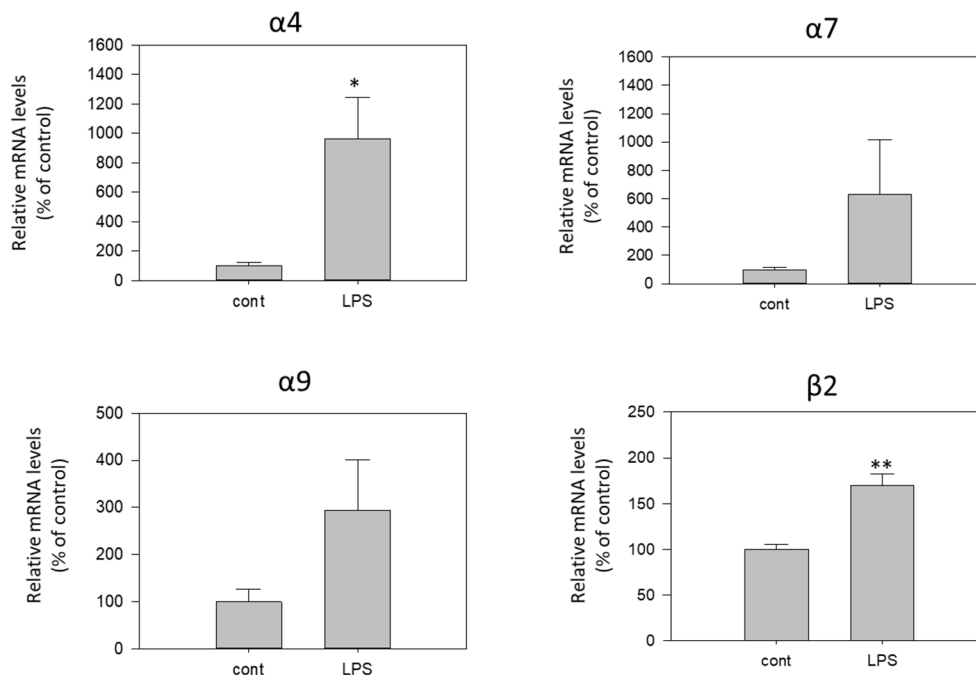 α4
Relative mRNA levels
(% of control)
1600
1400
1200
1000
800
600
400
200
0
*
cont
LPS
α7
Relative mRNA levels
(% of control)
1600
1400
1200
1000
800
600
400
200
0
cont
LPS
α9
Relative mRNA levels
(% of control)
500
400
300
200
100
0
cont
LPS
β2
Relative mRNA levels
(% of control)
250
200
150
100
50
0
**
cont
LPS